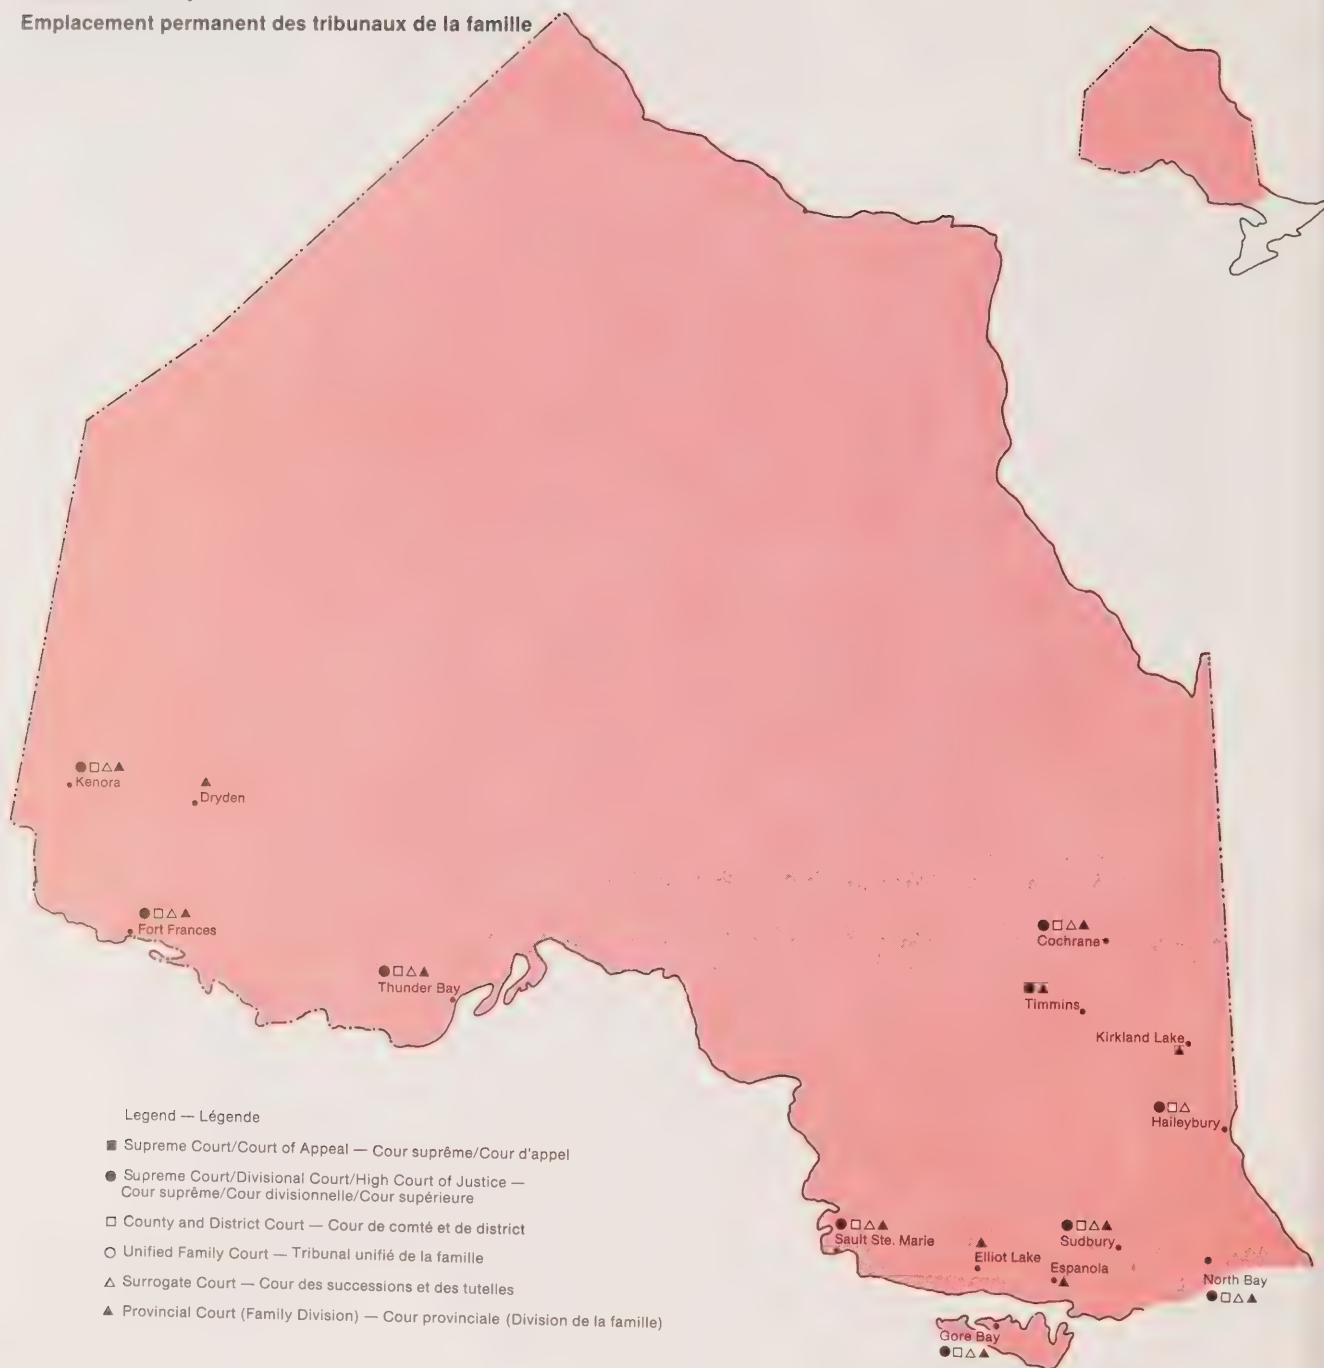 Emplacement permanent des tribunaux de la famille
●□△▲
Kenora
▲
Dryden
●□△▲
Fort Frances
●□△▲
Thunder Bay
●□△▲
Cochrane
Timmins
Kirkland Lake
▲
●□△
Haileybury
●□△▲
Sault Ste. Marie
▲
Elliot Lake
●□△▲
Sudbury
Espanola
▲
North Bay
●□△▲
Gore Bay
●□△▲
Legend — Légende
■ Supreme Court/Court of Appeal — Cour suprême/Cour d'appel
● Supreme Court/Divisional Court/High Court of Justice —
Cour suprême/Cour divisionnelle/Cour supérieure
□ County and District Court — Cour de comté et de district
○ Unified Family Court — Tribunal unifié de la famille
△ Surrogate Court — Cour des successions et des tutelles
▲ Provincial Court (Family Division) — Cour provinciale (Division de la famille)